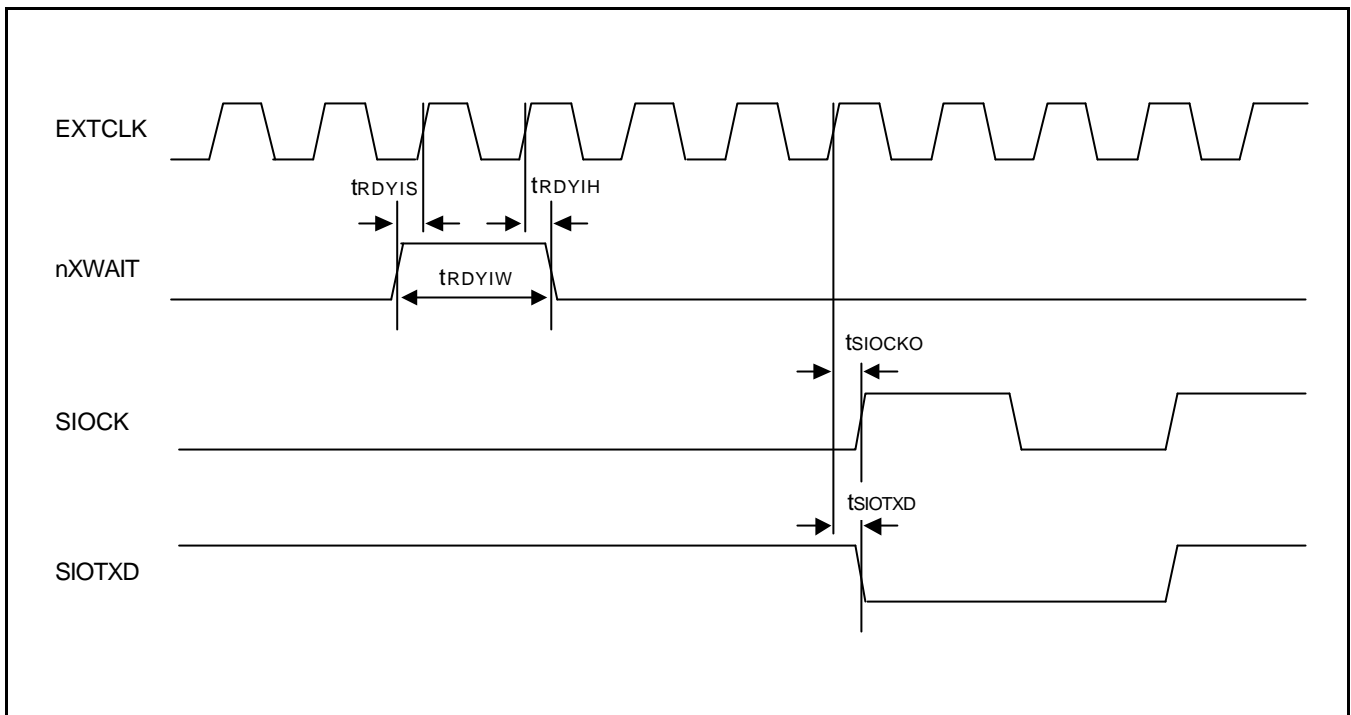 EXTCLK
tRDYIS
tRDYIH
nXWAIT
tRDYIW
tSIOCKO
SIOCK
tSIOTXD
SIOTXD